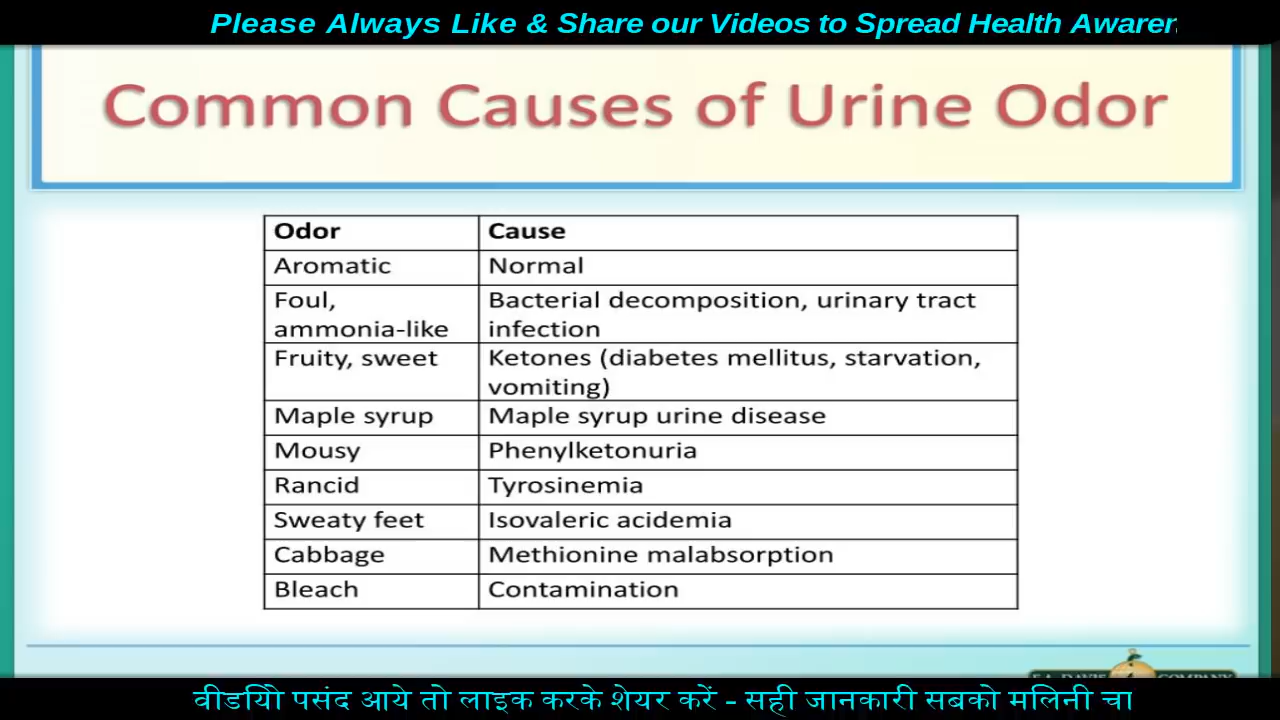 Please Always Like & Share our Videos to Spread Health
Common Causes of Urine Odor
Odor Cause
Aromatic Normal
Foul, Bacterial decomposition, urinary tract
ammonia-like infection
Fruity, sweet Ketones (diabetes mellitus, starvation,
vomiting)
Maple syrup Maple syrup urine disease
Mousy Phenylketonuria
Rancid Tyrosinemia
Sweaty feet Isovaleric acidemia
Cabbage Methionine malabsorption
Bleach Contamination
वीडियो पसंद आये तो लाइक करके शेयर करें - सही जानकारी सबको मिलनी चा